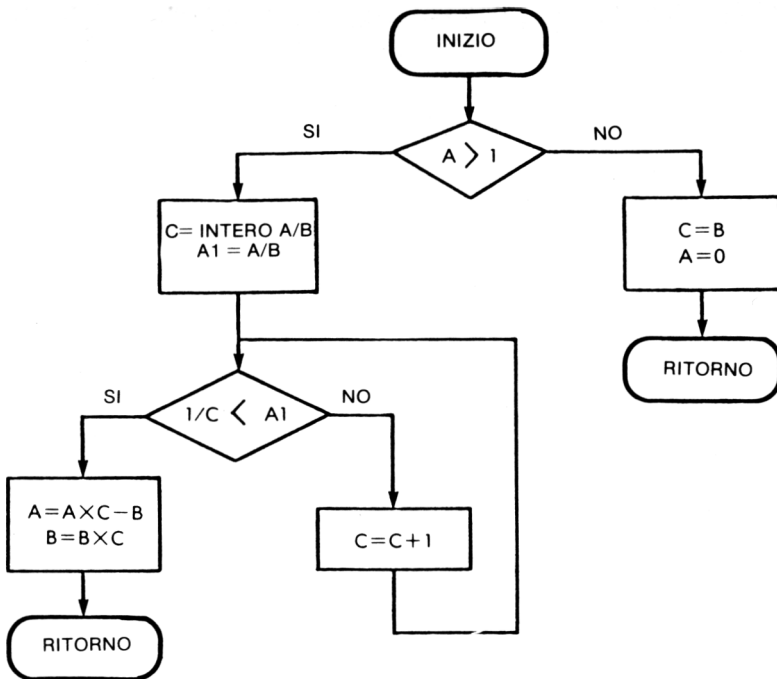 INIZIO
SI
NO
A > 1
C= INTERO A/B
A1 = A/B
C=B
A=0
RITORNO
SI
NO
1/C < A1
A=A×C−B
B=B×C
C=C+1
RITORNO